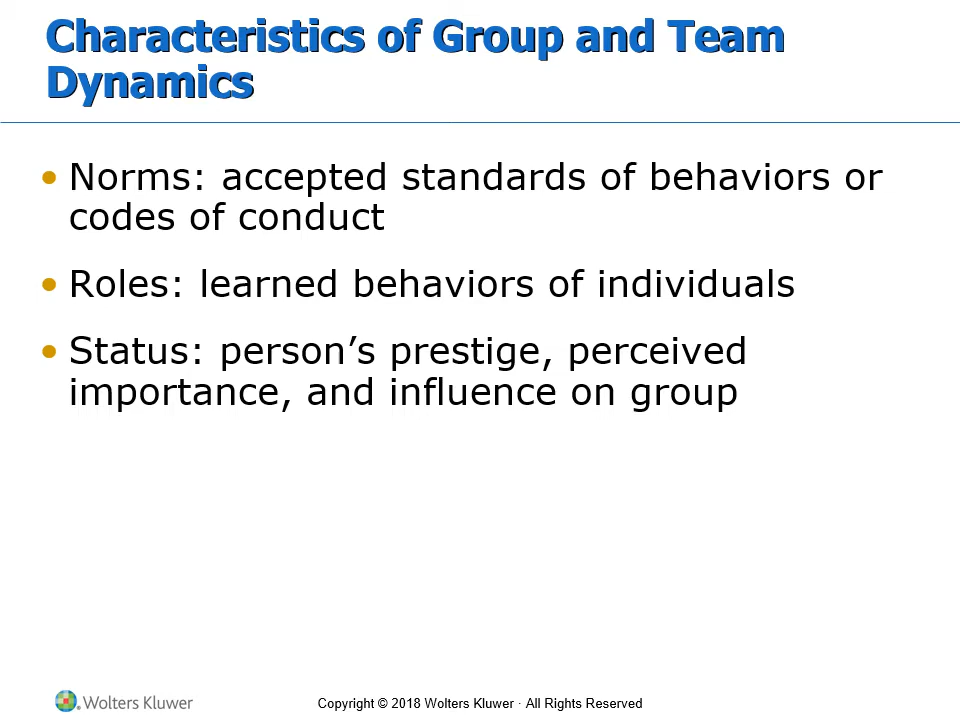 Characteristics of Group and Team
Dynamics
• Norms: accepted standards of behaviors or
codes of conduct
• Roles: learned behaviors of individuals
• Status: person’s prestige, perceived
importance, and influence on group
Wolters Kluwer
Copyright © 2018 Wolters Kluwer · All Rights Reserved